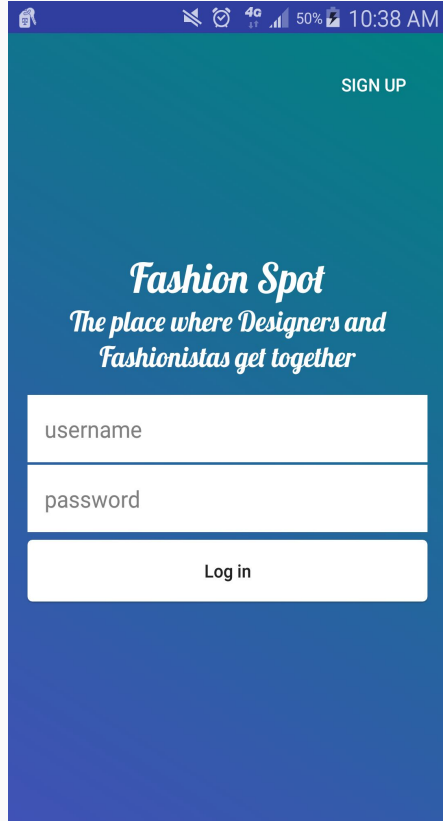 4G 50% 10:38 AM
SIGN UP
Fashion Spot
The place where Designers and
Fashionistas get together
username
password
Log in